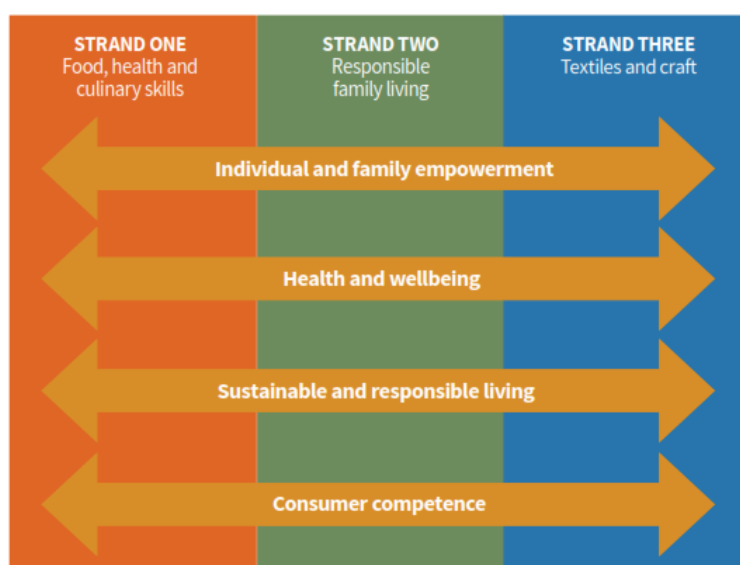 STRAND ONE
Food, health and
culinary skills
STRAND TWO
Responsible
family living
STRAND THREE
Textiles and craft
Individual and family empowerment
Health and wellbeing
Sustainable and responsible living
Consumer competence